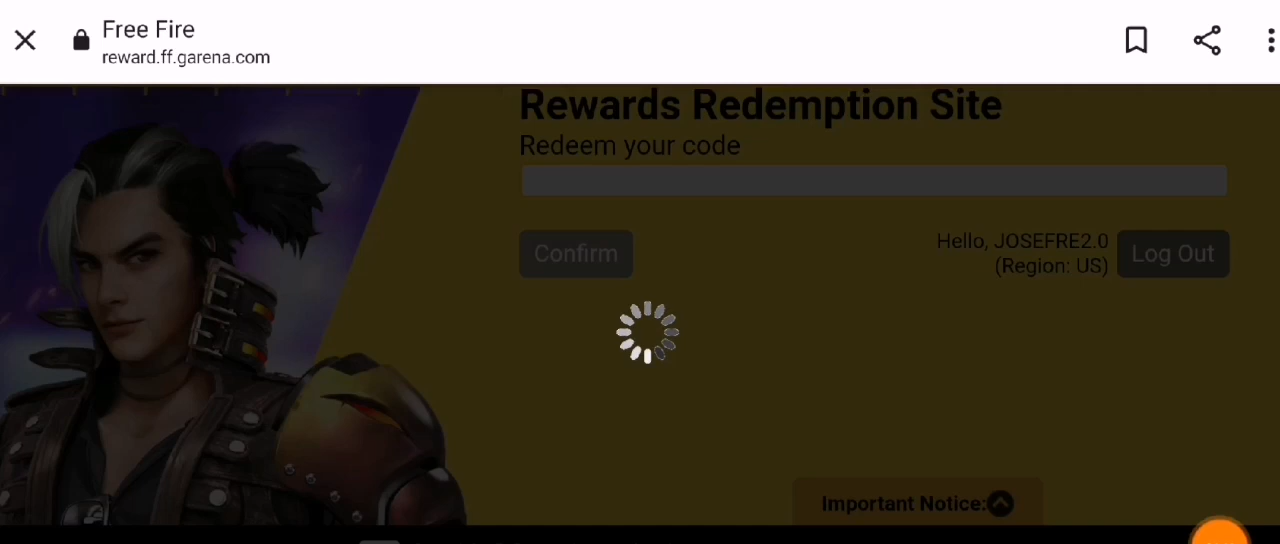 Free Fire
reward.ff.garena.com
Rewards Redemption Site
Redeem your code
Confirm
Hello, JOSEFRE2.0
(Region: US)
Log Out
Important Notice: